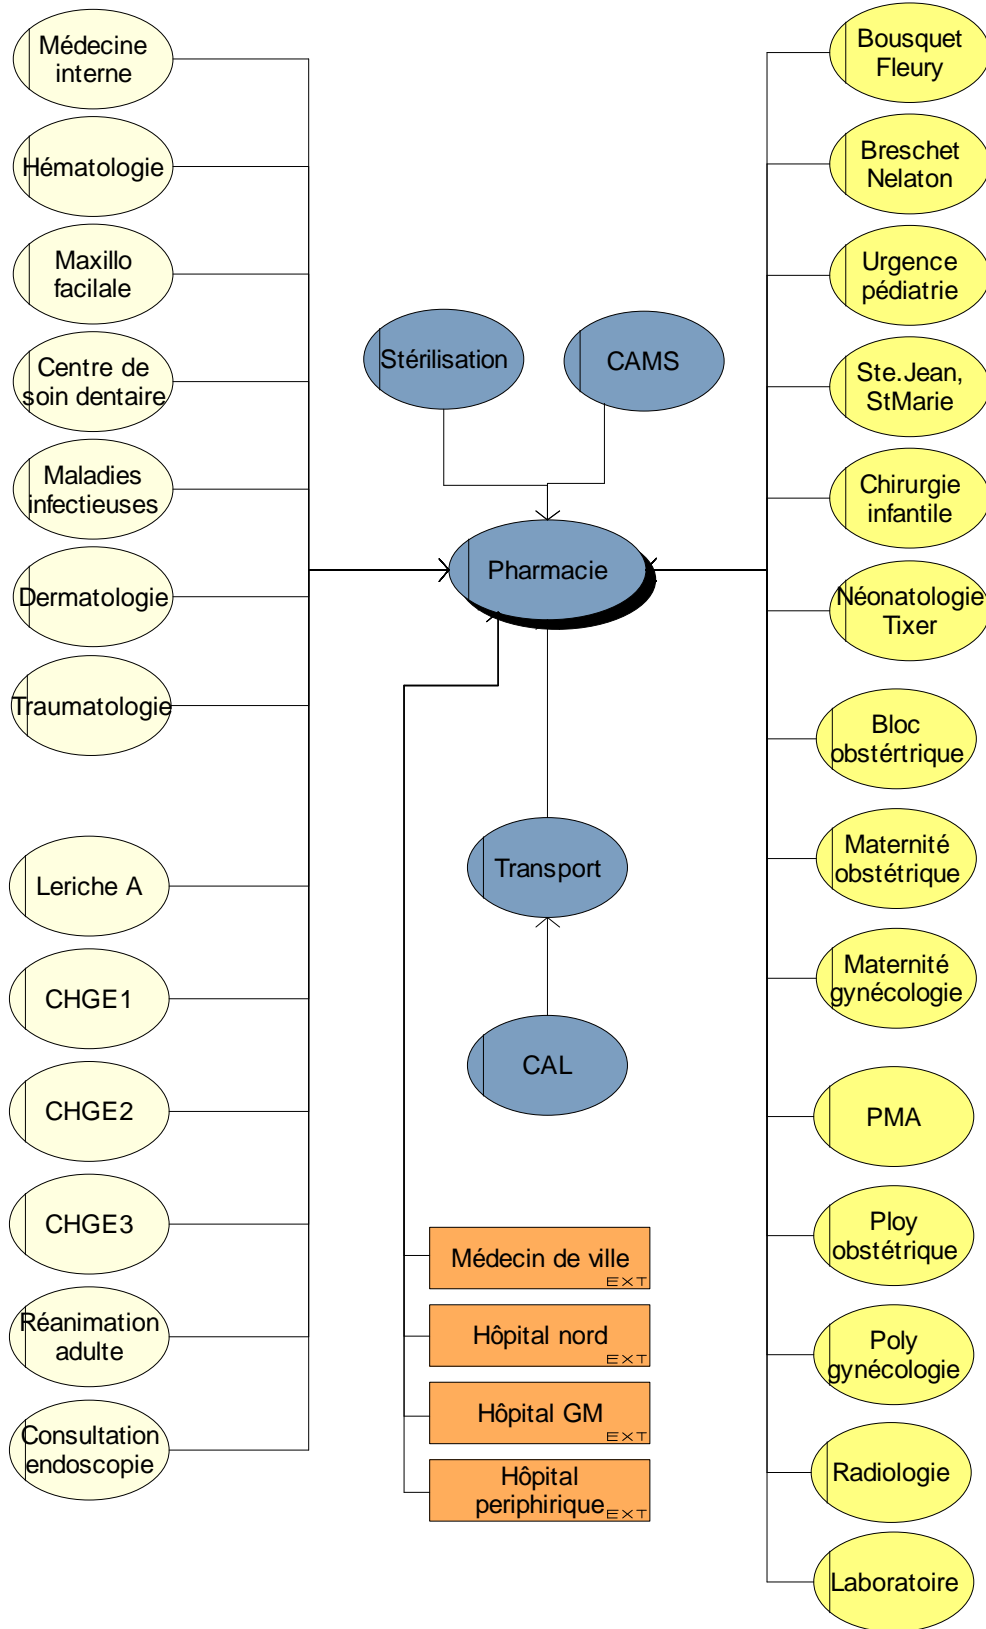 Médecine
interne
Hématologie
Maxillo
facilale
Centre de
soin dentaire
Maladies
infectieuses
Dermatologie
Traumatologie
Leriche A
CHGE1
CHGE2
CHGE3
Réanimation
adulte
Consultation
endoscopie
Stérilisation
CAMS
Pharmacie
Transport
CAL
Médecin de ville
EXT
Hôpital nord
EXT
Hôpital GM
EXT
Hôpital
periphirique
EXT
Bousquet
Fleury
Breschet
Nelaton
Urgence
pédiatrie
Ste.Jean,
StMarie
Chirurgie
infantile
Néonatologie
Tixer
Bloc
obstértrique
Maternité
obstétrique
Maternité
gynécologie
PMA
Ploy
obstétrique
Poly
gynécologie
Radiologie
Laboratoire